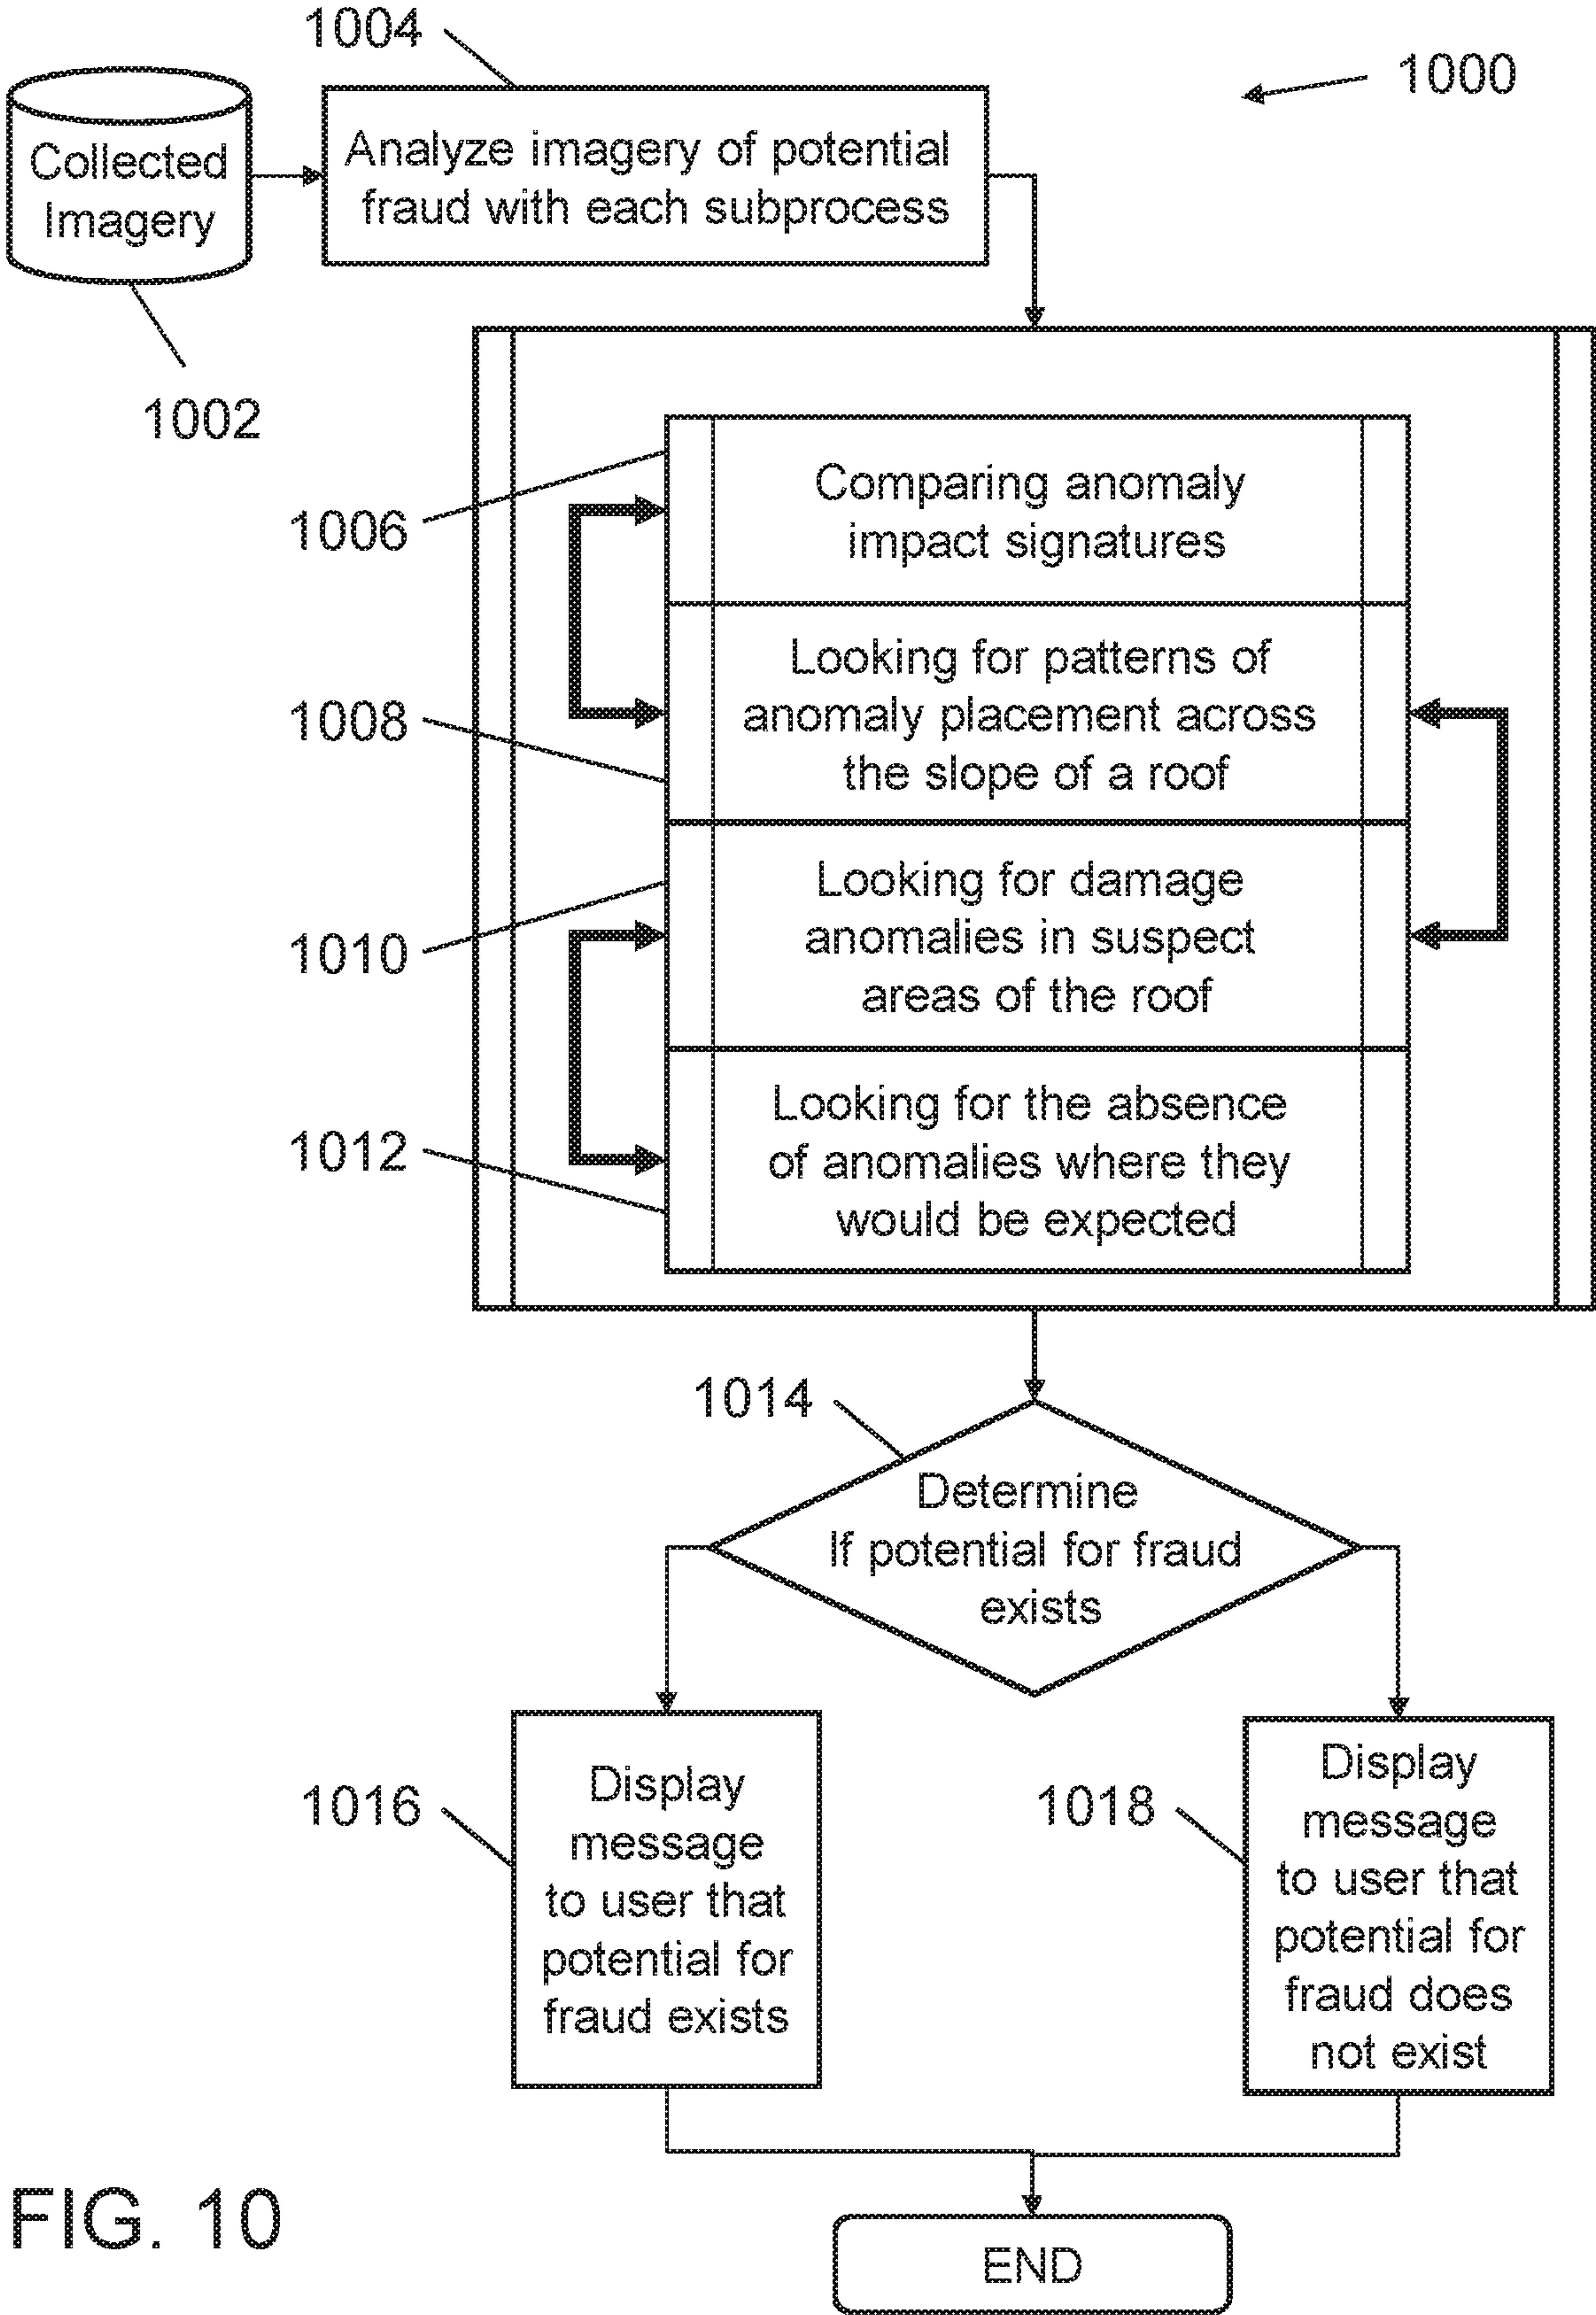 1004
1000
Collected
Imagery
Analyze imagery of potential
fraud with each subprocess
1002
1006
Comparing anomaly
impact signatures
1008
Looking for patterns of
anomaly placement across
the slope of a roof
1010
Looking for damage
anomalies in suspect
areas of the roof
1012
Looking for the absence
of anomalies where they
would be expected
1014
Determine
If potential for fraud
exists
1016
Display
message
to user that
potential for
fraud exists
1018
Display
message
to user that
potential for
fraud does
not exist
FIG. 10
END